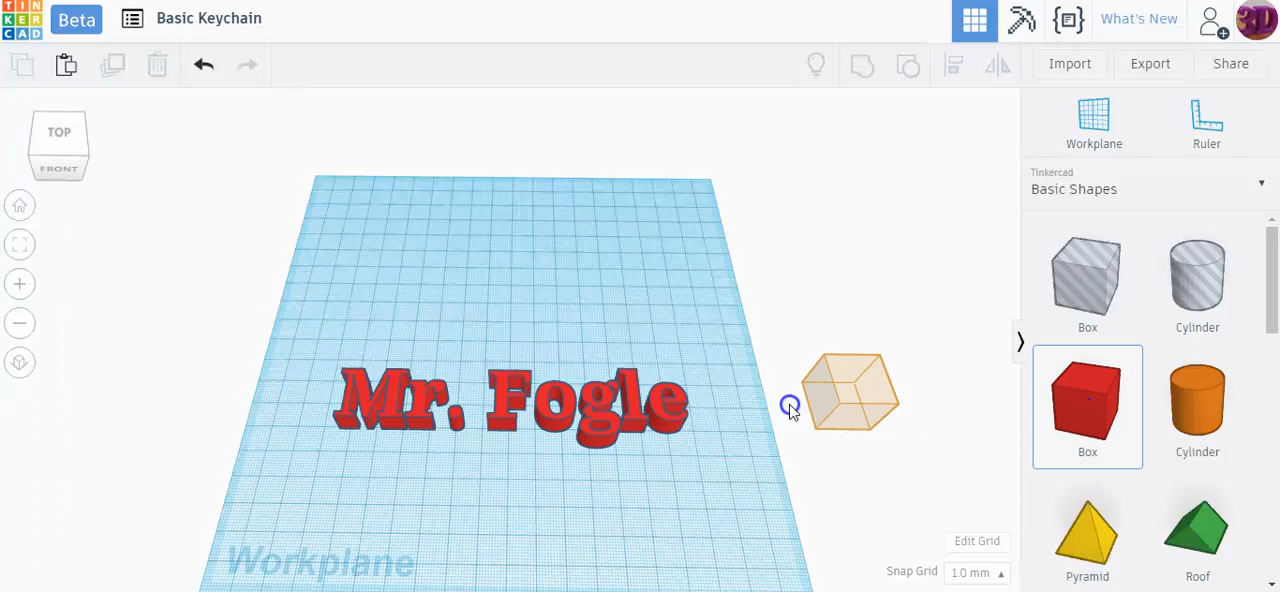 TIN
KER
CAD
Beta
Basic Keychain
What's New
3D
Import
Export
Share
TOP
FRONT
Workplane
Ruler
Tinkercad
Basic Shapes
Box
Cylinder
Mr. Fogle
Box
Cylinder
Workplane
Edit Grid
Snap Grid
1.0 mm
Pyramid
Roof